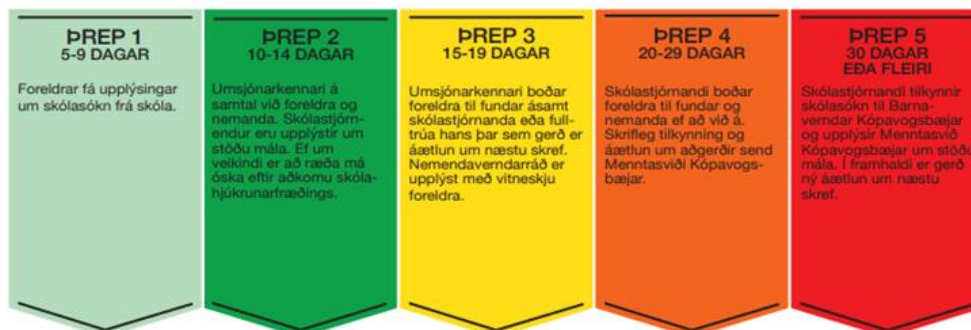 ÞREP 1
5-9 DAGAR
Foreldrar fá upplýsingar
um skólasókn frá skóla.
ÞREP 2
10-14 DAGAR
Umsjónarkennari á
samtal við foreldra og
nemanda. Skólastjórn-
endur eru upplýstir um
stöðu mála. Ef um
veikindi er að ræða má
óska eftir aðkomu skóla-
hjúkrunarfræðings.
ÞREP 3
15-19 DAGAR
Umsjónarkennari boðar
foreldra til fundar ásamt
skólastjórnanda eða full-
trúa hans þar sem gerð er
áætlun um næstu skref.
Nemendaverndarráð er
upplýst með vitneskju
foreldra.
ÞREP 4
20-29 DAGAR
Skólastjórnandi boðar
foreldra til fundar og
nemanda ef að við á.
Skrifleg tilkynning og
áætlun um aðgerðir send
Menntasviði Kópavogs-
bæjar.
ÞREP 5
30 DAGAR
EÐA FLEIRI
Skólastjórnandi tilkynnir
skólasókn til Barna-
verndar Kópavogsbæjar
og upplýsir Menntasvið
Kópavogsbæjar um stöðu
mála. Í framhaldi er gerð
ný áætlun um næstu
skref.